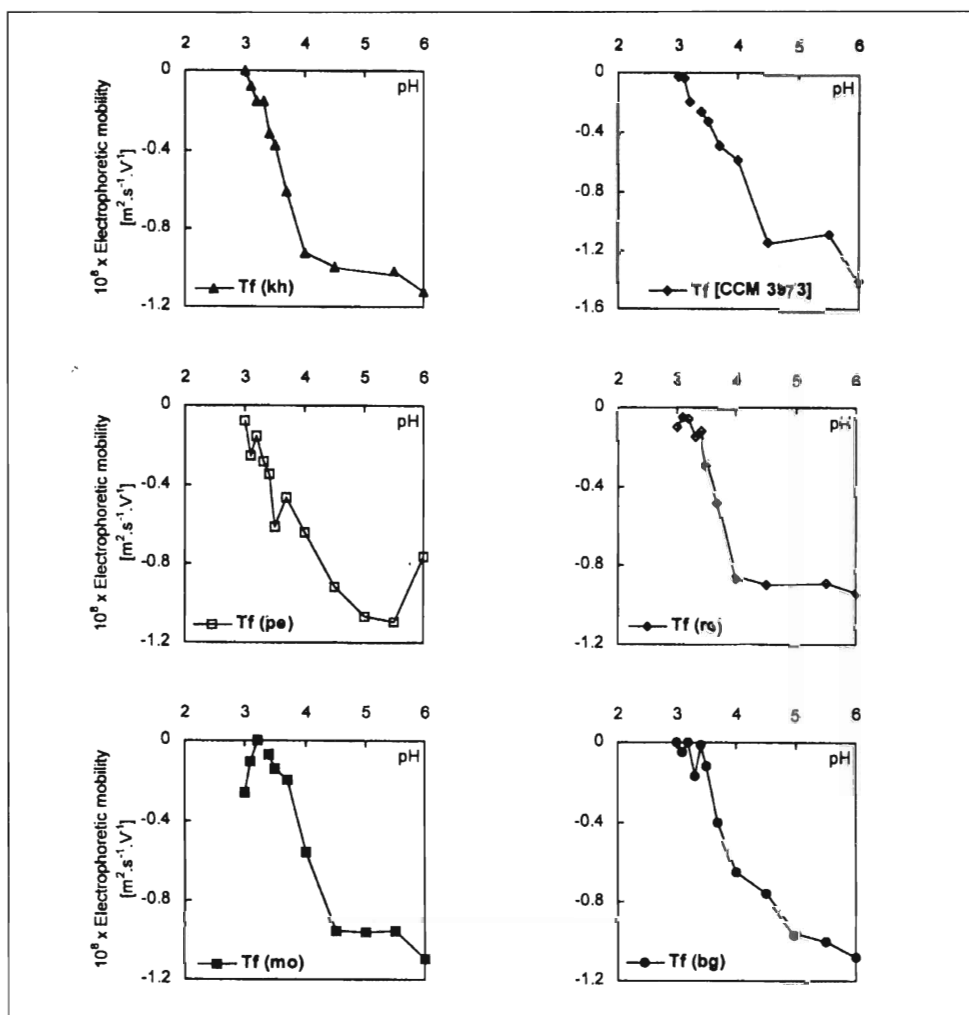 2 3 4 5 6
0
-0.4
-0.8
-1.2
pH
10⁸ x Electrophoretic mobility
[m².s⁻¹.V⁻¹]
Tf (kh)
2 3 4 5 6
0
-0.4
-0.8
-1.2
-1.6
pH
Tf [CCM 3973]
2 3 4 5 6
0
-0.4
-0.8
-1.2
pH
10⁸ x Electrophoretic mobility
[m².s⁻¹.V⁻¹]
Tf (pe)
2 3 4 5 6
0
-0.4
-0.8
-1.2
pH
Tf (ro)
2 3 4 5 6
0
-0.4
-0.8
-1.2
pH
10⁸ x Electrophoretic mobility
[m².s⁻¹.V⁻¹]
Tf (mo)
2 3 4 5 6
0
-0.4
-0.8
-1.2
pH
Tf (bg)